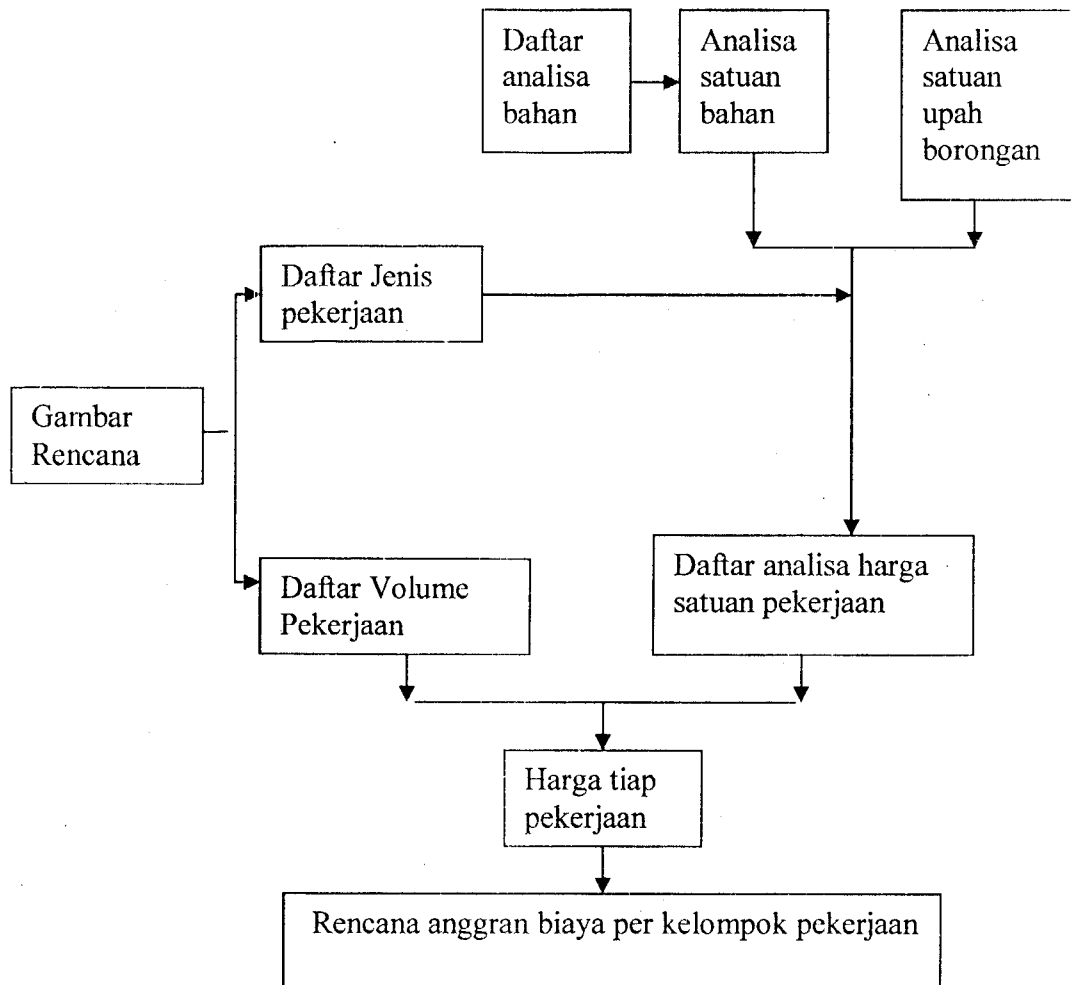 Daftar
analisa
bahan
Analisa
satuan
bahan
Analisa
satuan
upah
borongan
Daftar Jenis
pekerjaan
Gambar
Rencana
Daftar Volume
Pekerjaan
Daftar analisa harga
satuan pekerjaan
Harga tiap
pekerjaan
Rencana anggran biaya per kelompok pekerjaan